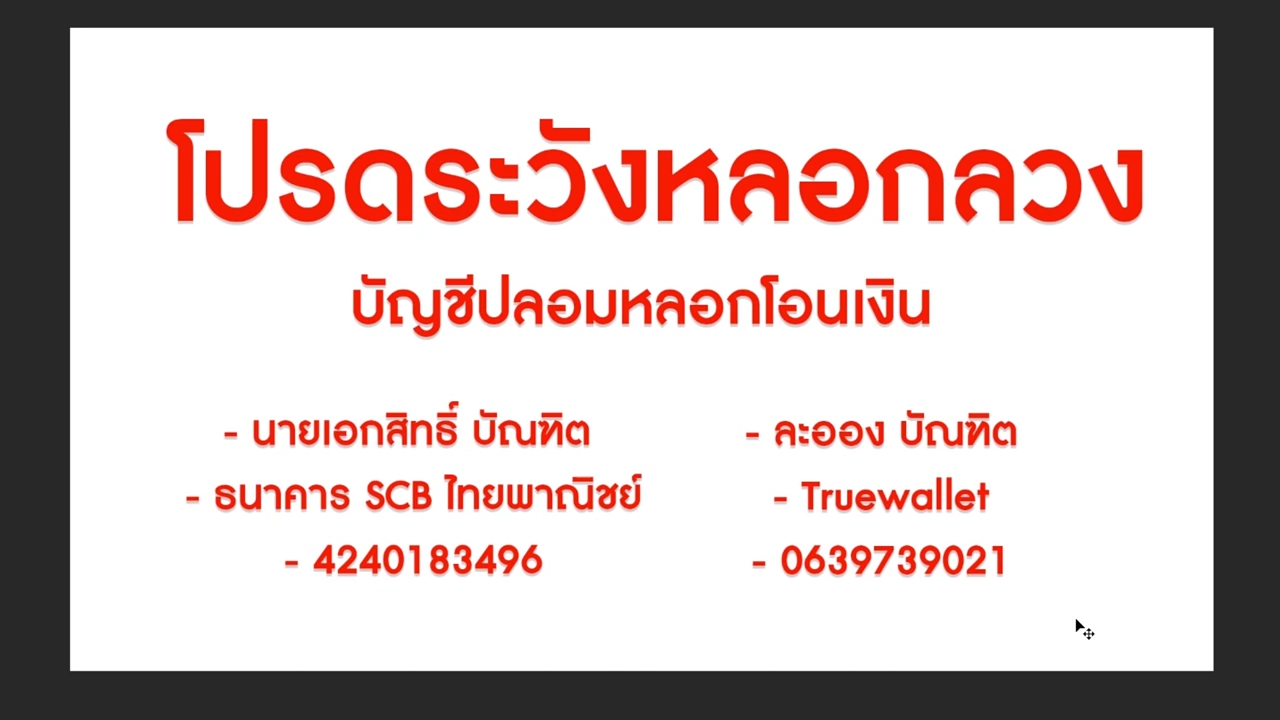 โปรดระวังหลอกลวง
บัญชีปลอมหลอกโอนเงิน
- นายเอกสิทธิ์ บัณฑิต
- ธนาคาร SCB ไทยพาณิชย์
- 4240183496
- ละออง บัณฑิต
- Truewallet
- 0639739021